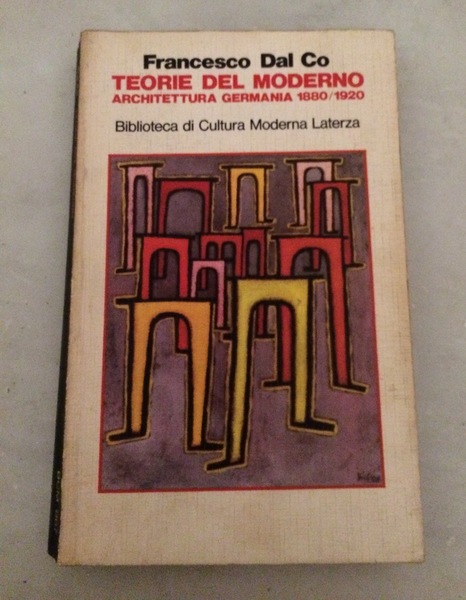 Francesco Dal Co
TEORIE DEL MODERNO
ARCHITETTURA GERMANIA 1880/1920
Biblioteca di Cultura Moderna Laterza